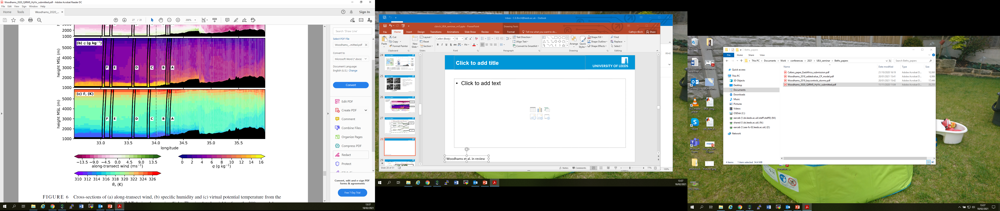 Woodhams_2020_QJRMS_HyVic_submitted.pdf - Adobe Acrobat Reader DC
File Edit View Sign Window Help
Home Tools Woodhams_2020_... × Sign In
27 / 31 200%
3000
2000
1000
(b) q (g kg⁻¹)
height MSL (m)
5000
4000
3000
2000
1000
F E D C B A
(c) θᵥ (K)
height MSL (m)
5000
4000
3000
2000
1000
F E D C B A
33.0 33.5 34.0 34.5 35.0 35.5
longitude
−13.5 −9.0 −4.5 0.0 4.5 9.0 13.5
along-transect wind (ms⁻¹)
0 2 4 6 8 10 12 14 16
q (g kg⁻¹)
310 312 314 316 318 320 322 324 326
θᵥ (K)
FIGURE 6 Cross-sections of (a) along-transect wind, (b) specific humidity and (c) virtual potential temperature from the
Search 'Draw Line'
Select PDF File
Woodhams_...mitted.pdf
Convert to
Microsoft Word (*.docx)
Document Language:
English (U.S.) Change
Convert
Edit PDF
Create PDF
Comment
Combine Files
Organize Pages
Compress PDF
Redact
Protect
Convert, edit and e-sign PDF
forms & agreements
Free 7-Day Trial
13:37
18/02/2021
Inbox - C.E.Birch@leeds.ac.uk - Outlook
cbirch_UEA_seminar_vn5.pptx - PowerPoint
Drawing Tools
File Home Insert Design Transitions Animations Slide Show Review View Format Tell me what you want to do...
Cathryn Birch Share
Paste
Cut
Copy
Format Painter
Clipboard
New
Slide
Layout
Reset
Section
Slides
Calibri (Body) 18
Font
Text Direction
Align Text
Convert to SmartArt
Paragraph
Arrange
Quick
Styles
Shape Fill
Shape Outline
Shape Effects
Drawing
Find
Replace
Select
Editing
24
25
26
27
28
29
Click to add title
UNIVERSITY OF LEEDS
• Click to add text
Woodhams et al. in review
Slide 28 of 51
Notes Comments 77%
00:42
100%
13:37
18/02/2021
Recycle Bin
granny
Outlook 2016
VLC media
player
Skype
Microsoft
Teams
photobook
Picture1.png
Beths_papers
File Home Share View
This PC > Documents > Work > conferences > 2021 > UEA_seminar > Beths_papers
Search Beths_papers
Quick access
This PC
3D Objects
Desktop
Documents
Downloads
Music
Pictures
Videos
OSDisk (C:)
earceb (\\ds.leeds.ac.uk\staff\staff9) (M:)
shared (\\ds.leeds.ac.uk) (N:)
earceb (\\see-fs-02.leeds.ac.uk) (Z:)
Network
Name Date modified Type Size
Cafaro_paper_EastAfrica_submission.pdf 21/10/2020 16:19 Adobe Acrobat D... 10,060
Woodhams_2018_addedvalue_CP_model.pdf 20/01/2021 15:41 Adobe Acrobat D... 6,986
Woodhams_2019_keycontrols_storms.pdf 20/01/2021 15:42 Adobe Acrobat D... 17,446
Woodhams_2020_QJRMS_HyVic_submitted.pdf 11/11/2020 11:04 Adobe Acrobat D... 35,255
4 items 1 item selected 34.4 MB
13:37
18/02/2021